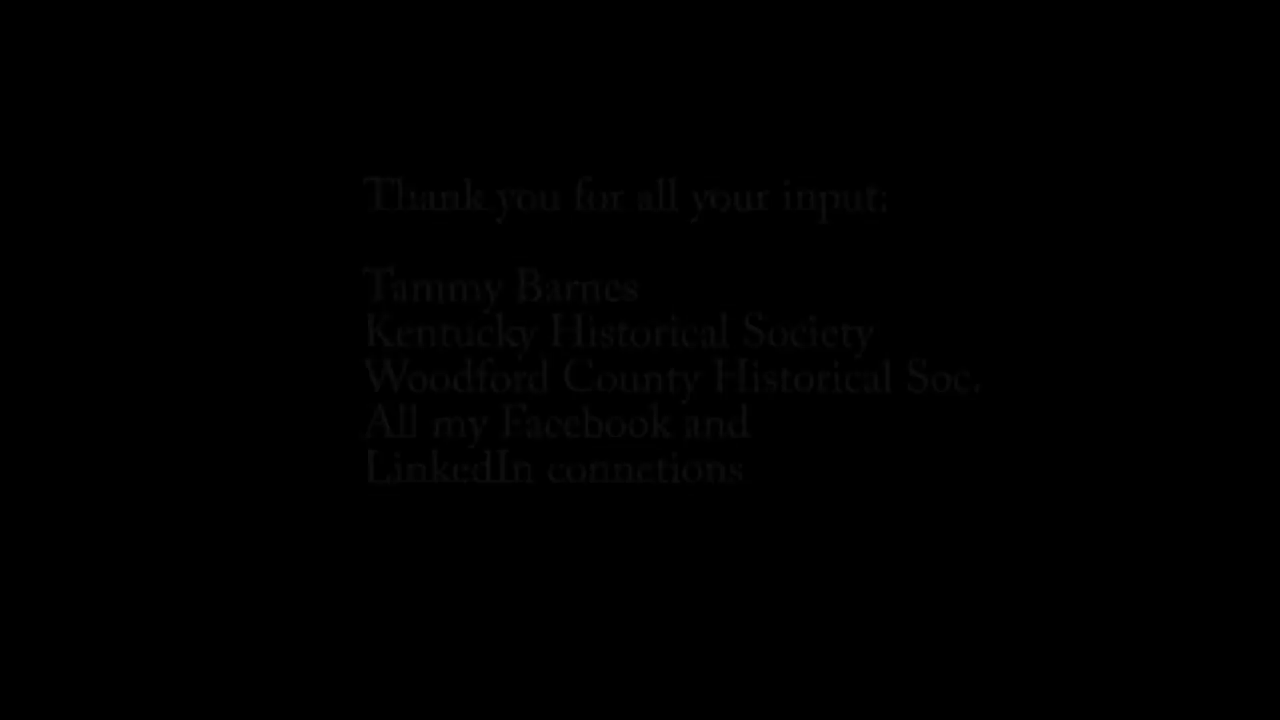 Thank you for all your input:
Tammy Barnes
Kentucky Historical Society
Woodford County Historical Soc.
All my Facebook and
LinkedIn connetions